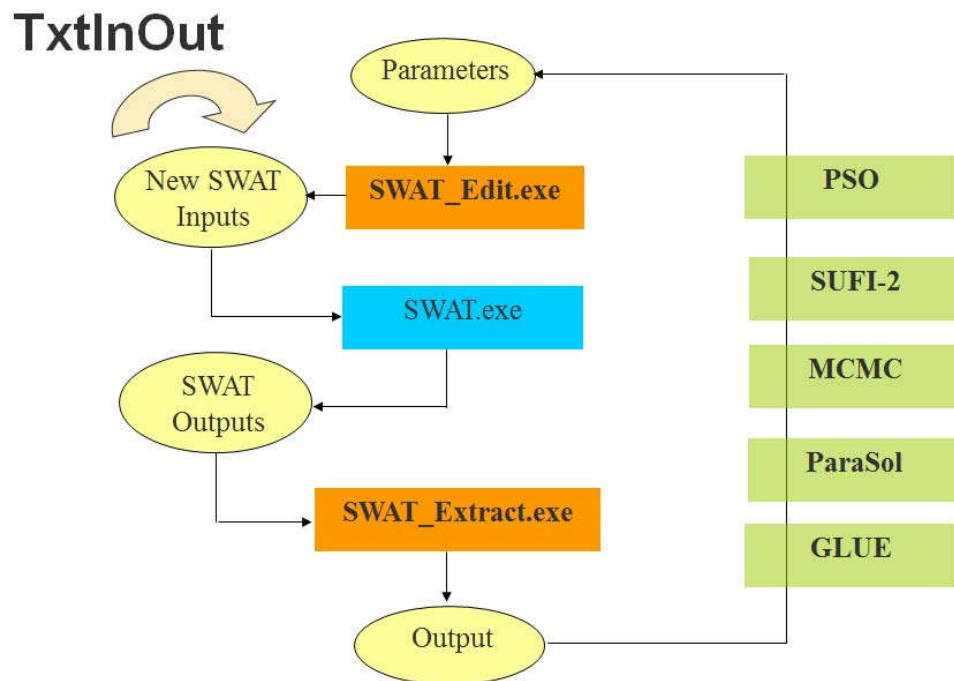 TxtInOut
Parameters
New SWAT
Inputs
SWAT_Edit.exe
PSO
SUFI-2
SWAT.exe
SWAT
Outputs
MCMC
ParaSol
SWAT_Extract.exe
GLUE
Output